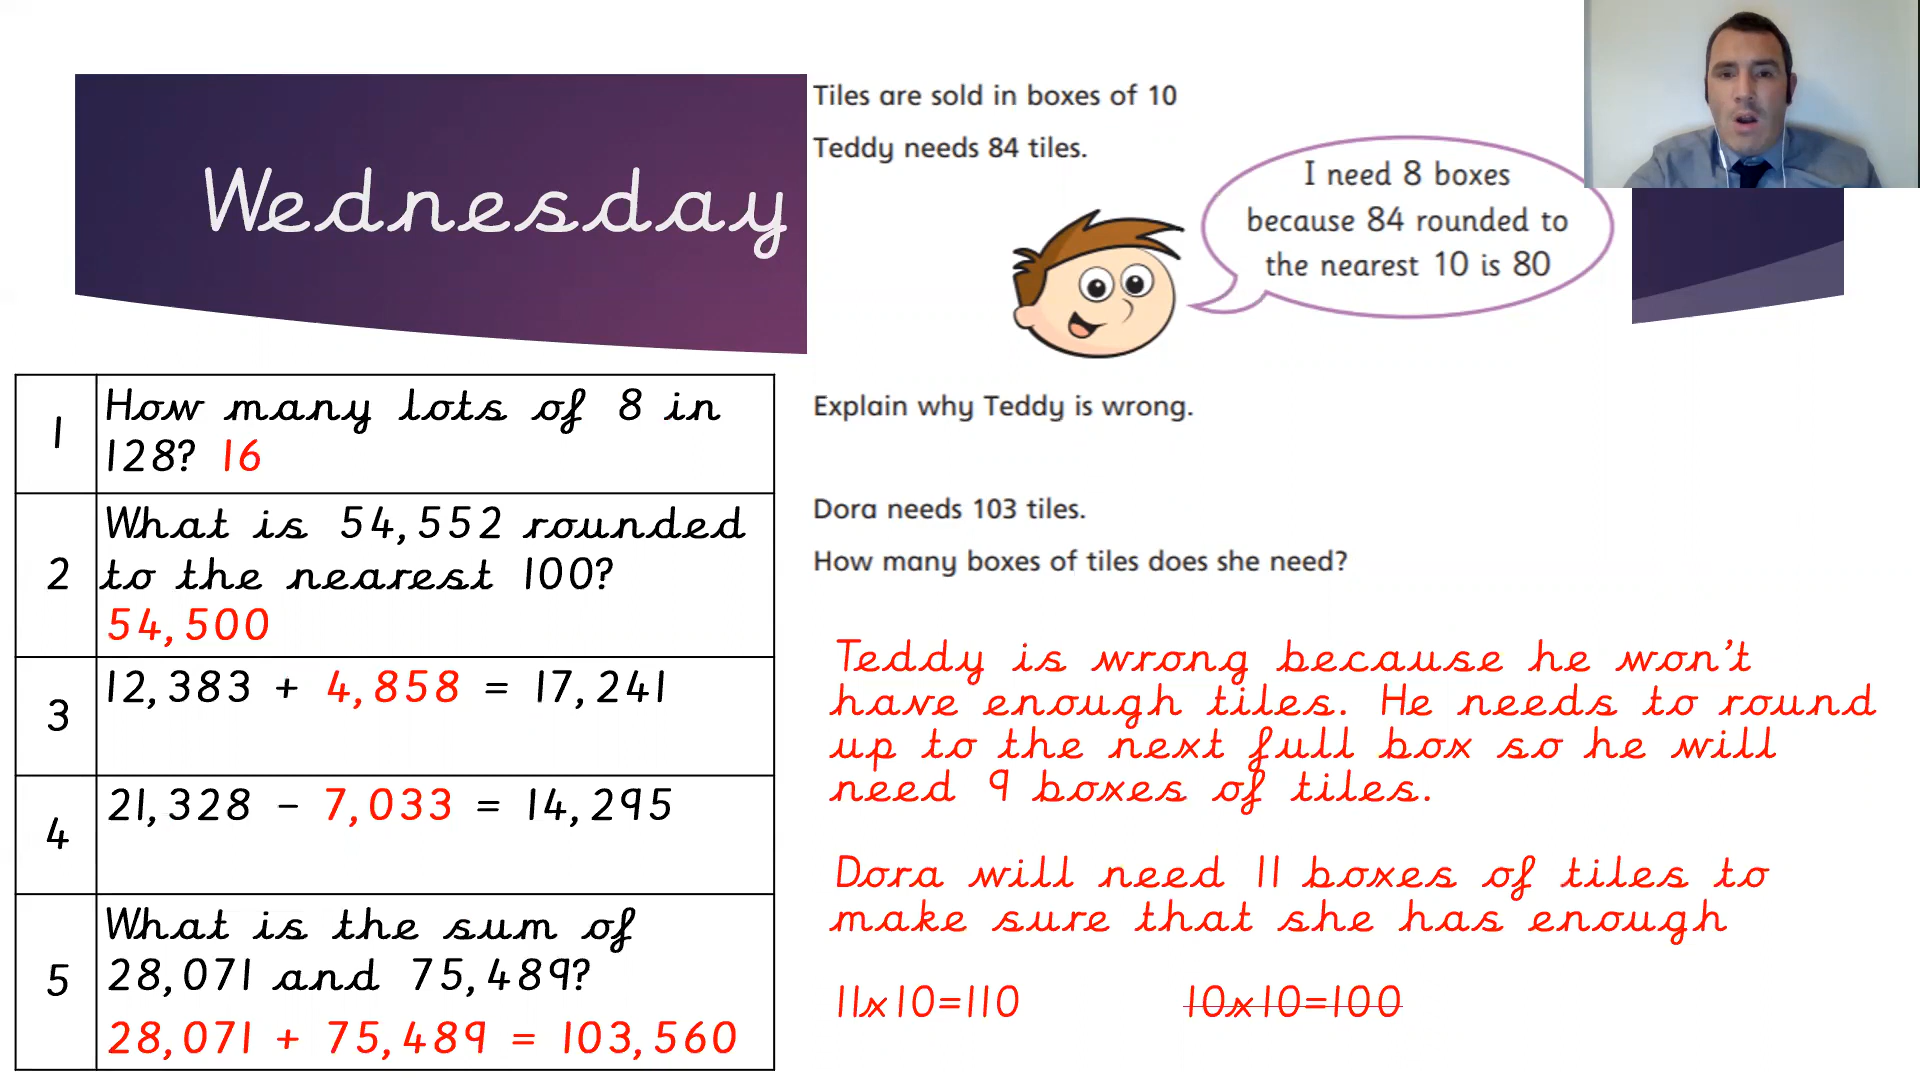 Wednesday
Tiles are sold in boxes of 10
Teddy needs 84 tiles.
I need 8 boxes
because 84 rounded to
the nearest 10 is 80
Explain why Teddy is wrong.
Dora needs 103 tiles.
How many boxes of tiles does she need?
1
How many lots of 8 in
128? 16
2
What is 54,552 rounded
to the nearest 100?
54,500
3
12,383 + 4,858 = 17,241
4
21,328 - 7,033 = 14,295
5
What is the sum of
28,071 and 75,489?
28,071 + 75,489 = 103,560
Teddy is wrong because he won't
have enough tiles. He needs to round
up to the next full box so he will
need 9 boxes of tiles.
Dora will need 11 boxes of tiles to
make sure that she has enough
11x10=110 10x10=100